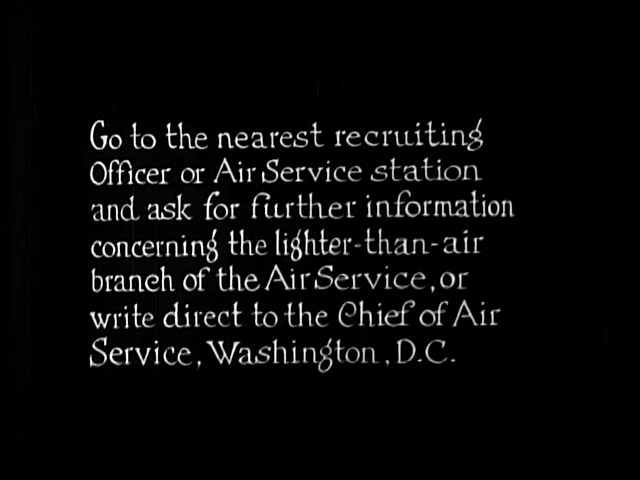 Go to the nearest recruiting
Officer or Air Service station
and ask for further information
concerning the lighter-than-air
branch of the Air Service, or
write direct to the Chief of Air
Service, Washington, D.C.